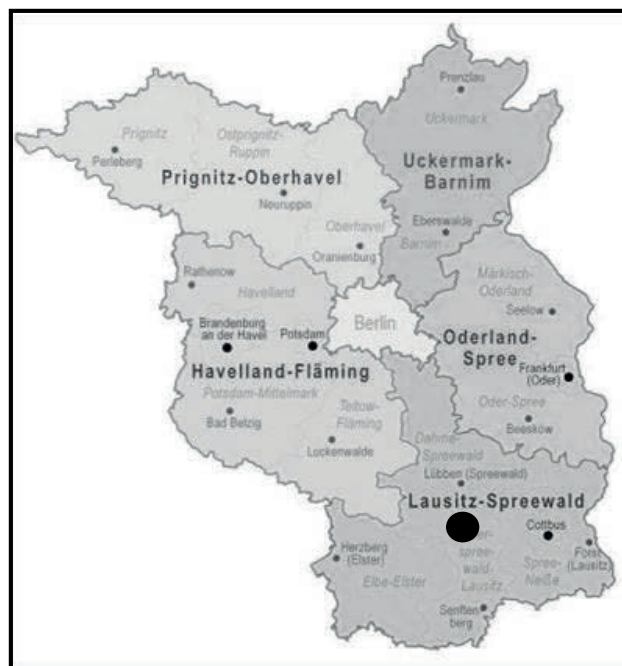 Prenzlau
Uckermark
Prignitz
Ostprignitz-
Ruppin
Perleberg
Prignitz-Oberhavel
Uckermark-
Barnim
Neuruppin
Oberhavel
Eberswalde
Barnim
Oranienburg
Rathenow
Havelland
Märkisch-
Oderland
Seelow
Berlin
Brandenburg
an der Havel
Potsdam
Oderland-
Spree
Havelland-Fläming
Frankfurt
(Oder)
Potsdam-Mittelmark
Teltow-
Fläming
Bad Belzig
Oder-Spree
Beeskow
Luckenwalde
Dahme-
Spreewald
Lübben (Spreewald)
Lausitz-Spreewald
Cottbus
Forst
(Lausitz)
Herzberg
(Elster)
spree-
wald-
Lausitz
Spree-
Neiße
Elbe-Elster
Senften
berg